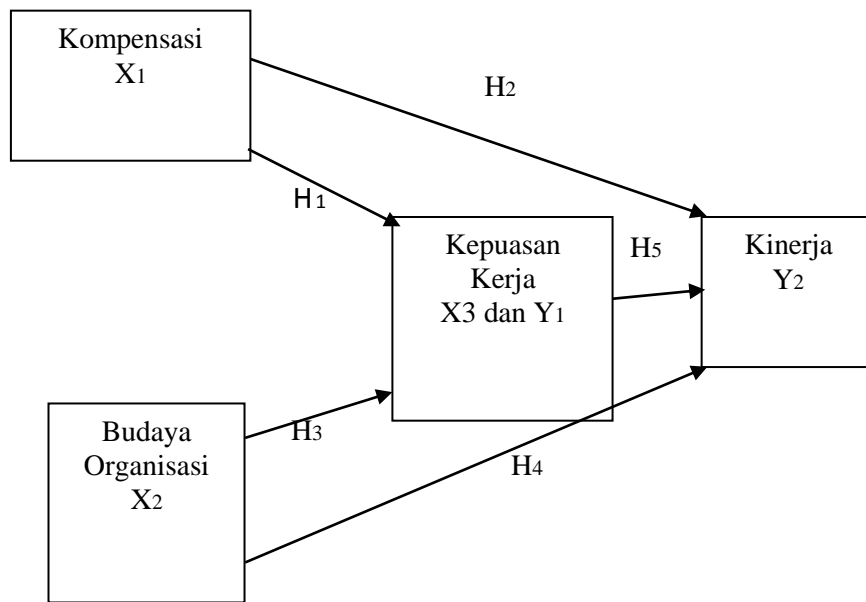 Kompensasi
X1
H2
H1
Kepuasan
Kerja
X3 dan Y1
H5
Kinerja
Y2
H3
Budaya
Organisasi
X2
H4